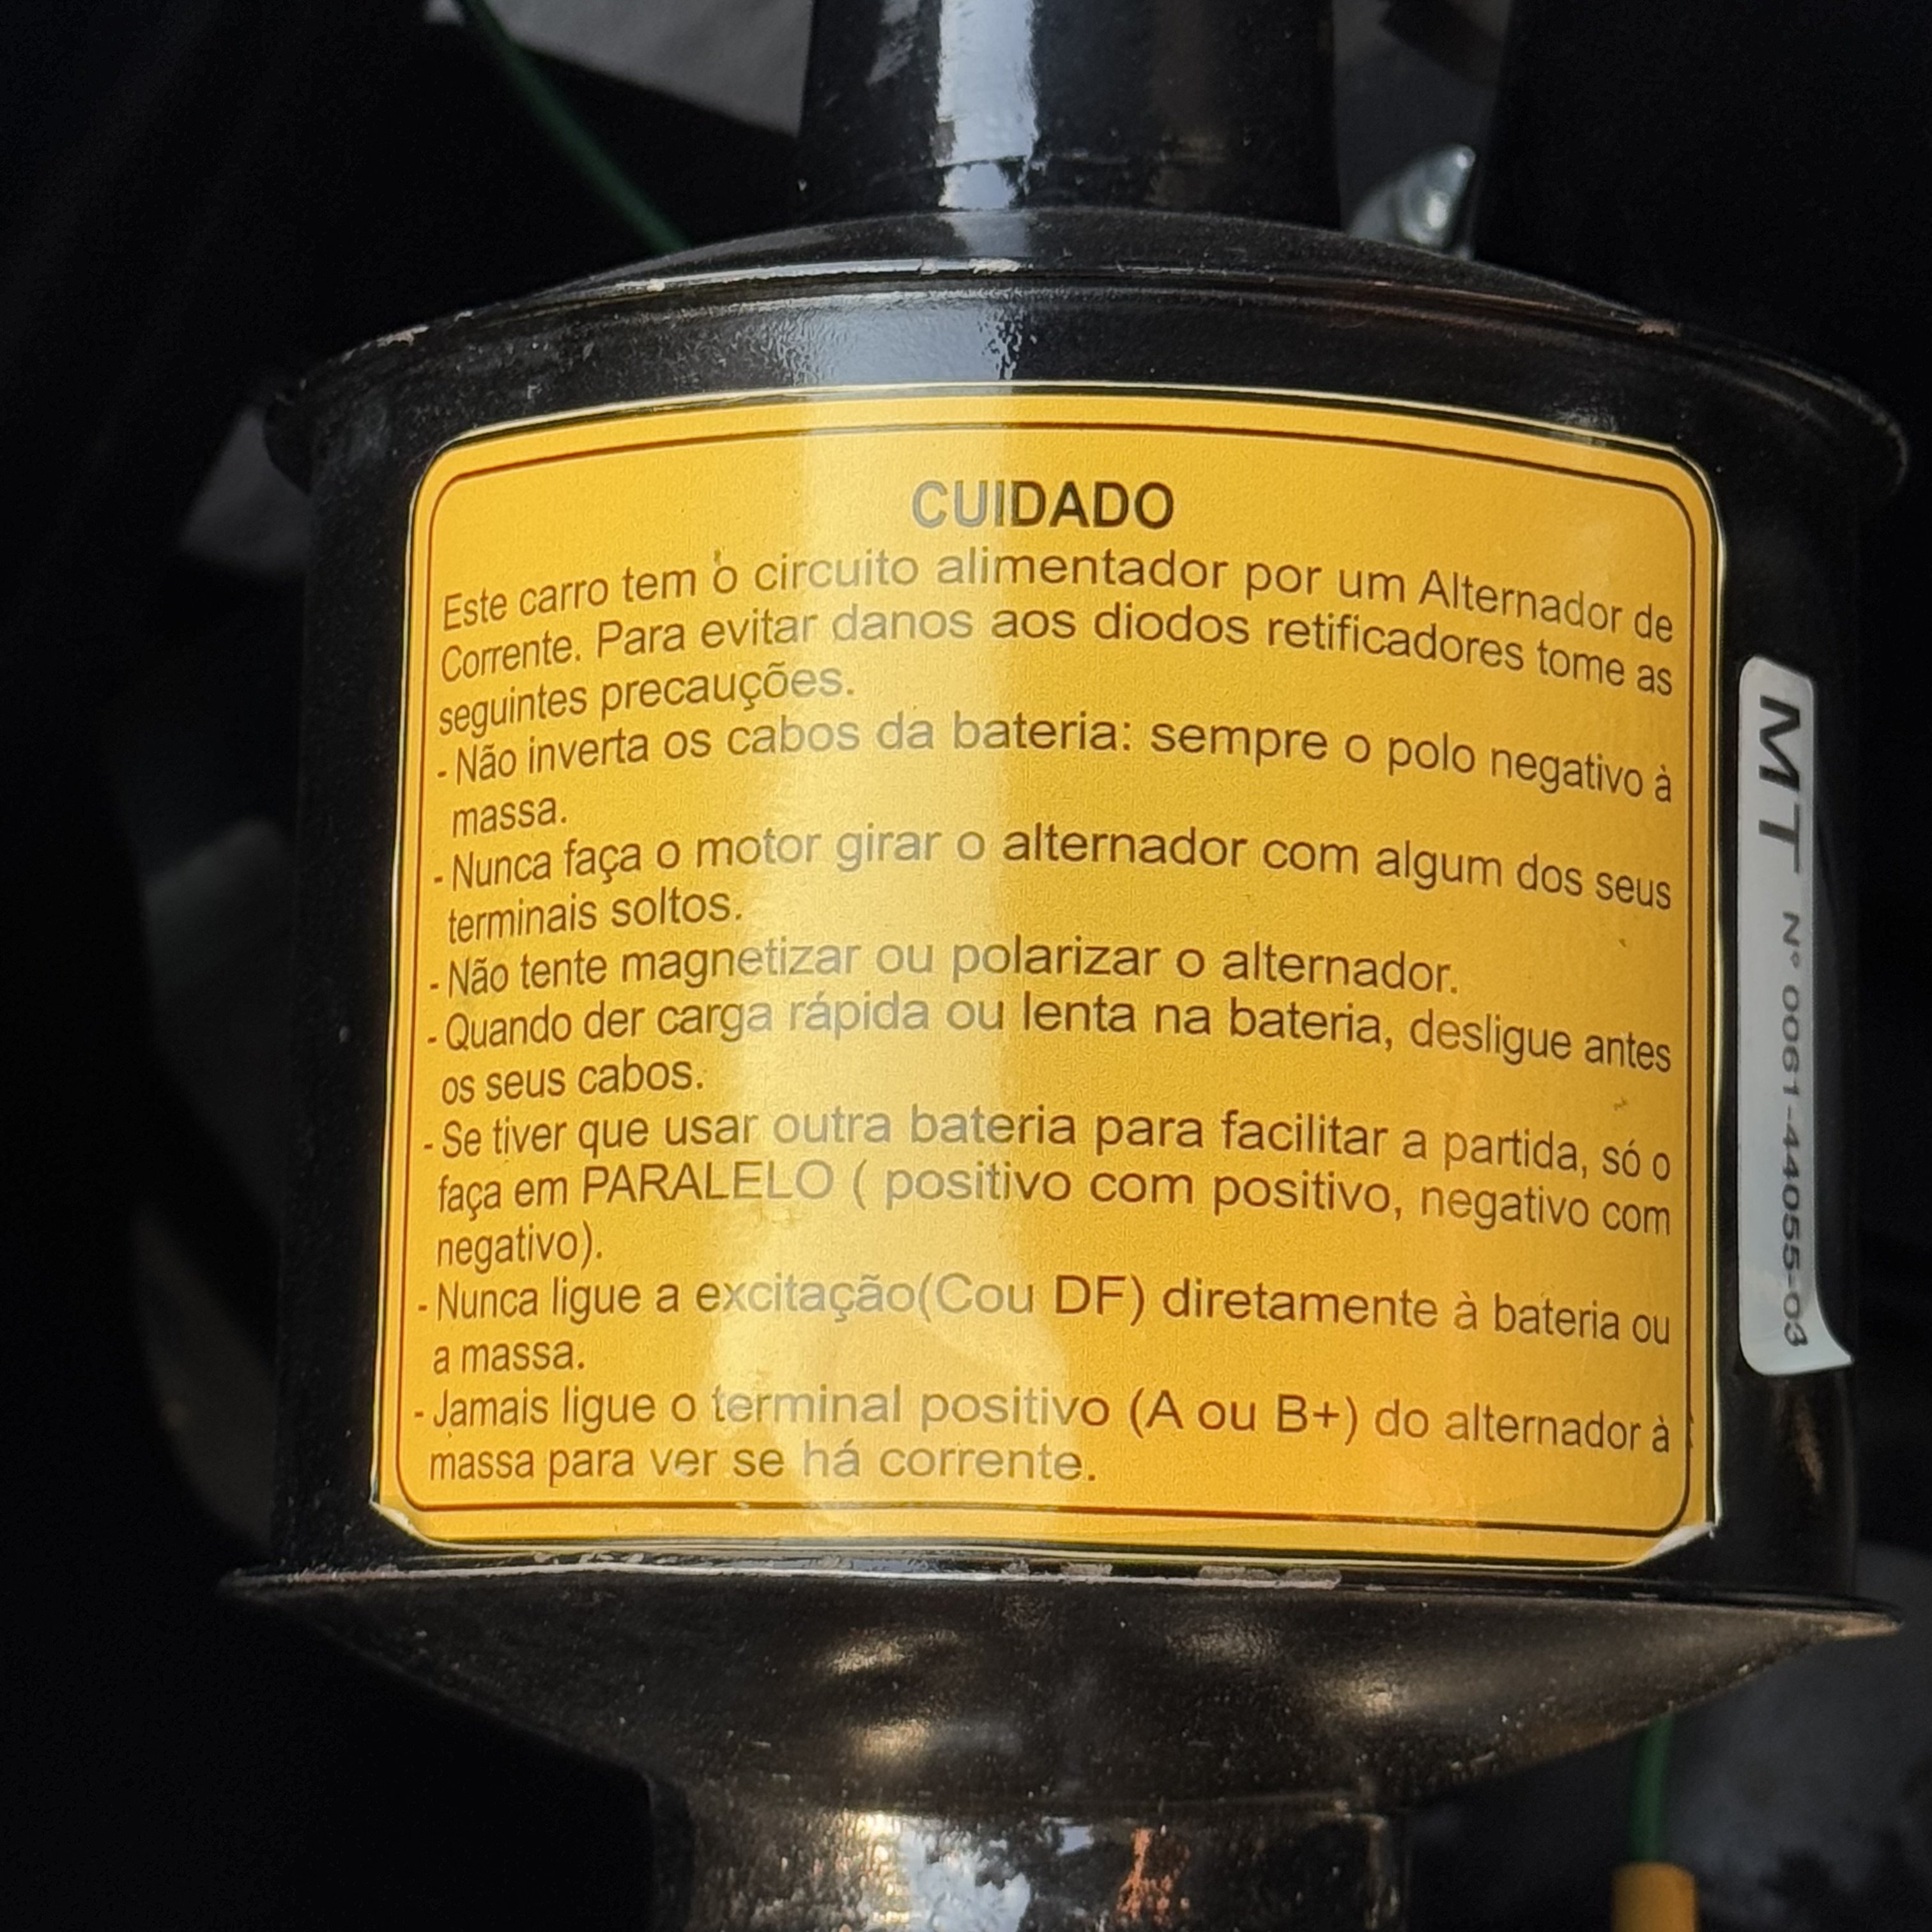 CUIDADO
Este carro tem o circuito alimentador por um Alternador de
Corrente. Para evitar danos aos diodos retificadores tome as
seguintes precauções.
- Não inverta os cabos da bateria: sempre o polo negativo à
massa.
- Nunca faça o motor girar o alternador com algum dos seus
terminais soltos.
- Não tente magnetizar ou polarizar o alternador.
- Quando der carga rápida ou lenta na bateria, desligue antes
os seus cabos.
- Se tiver que usar outra bateria para facilitar a partida, só o
faça em PARALELO ( positivo com positivo, negativo com
negativo).
- Nunca ligue a excitação(Cou DF) diretamente à bateria ou
a massa.
- Jamais ligue o terminal positivo (A ou B+) do alternador à
massa para ver se há corrente.
MT Nº 0061-44055-03